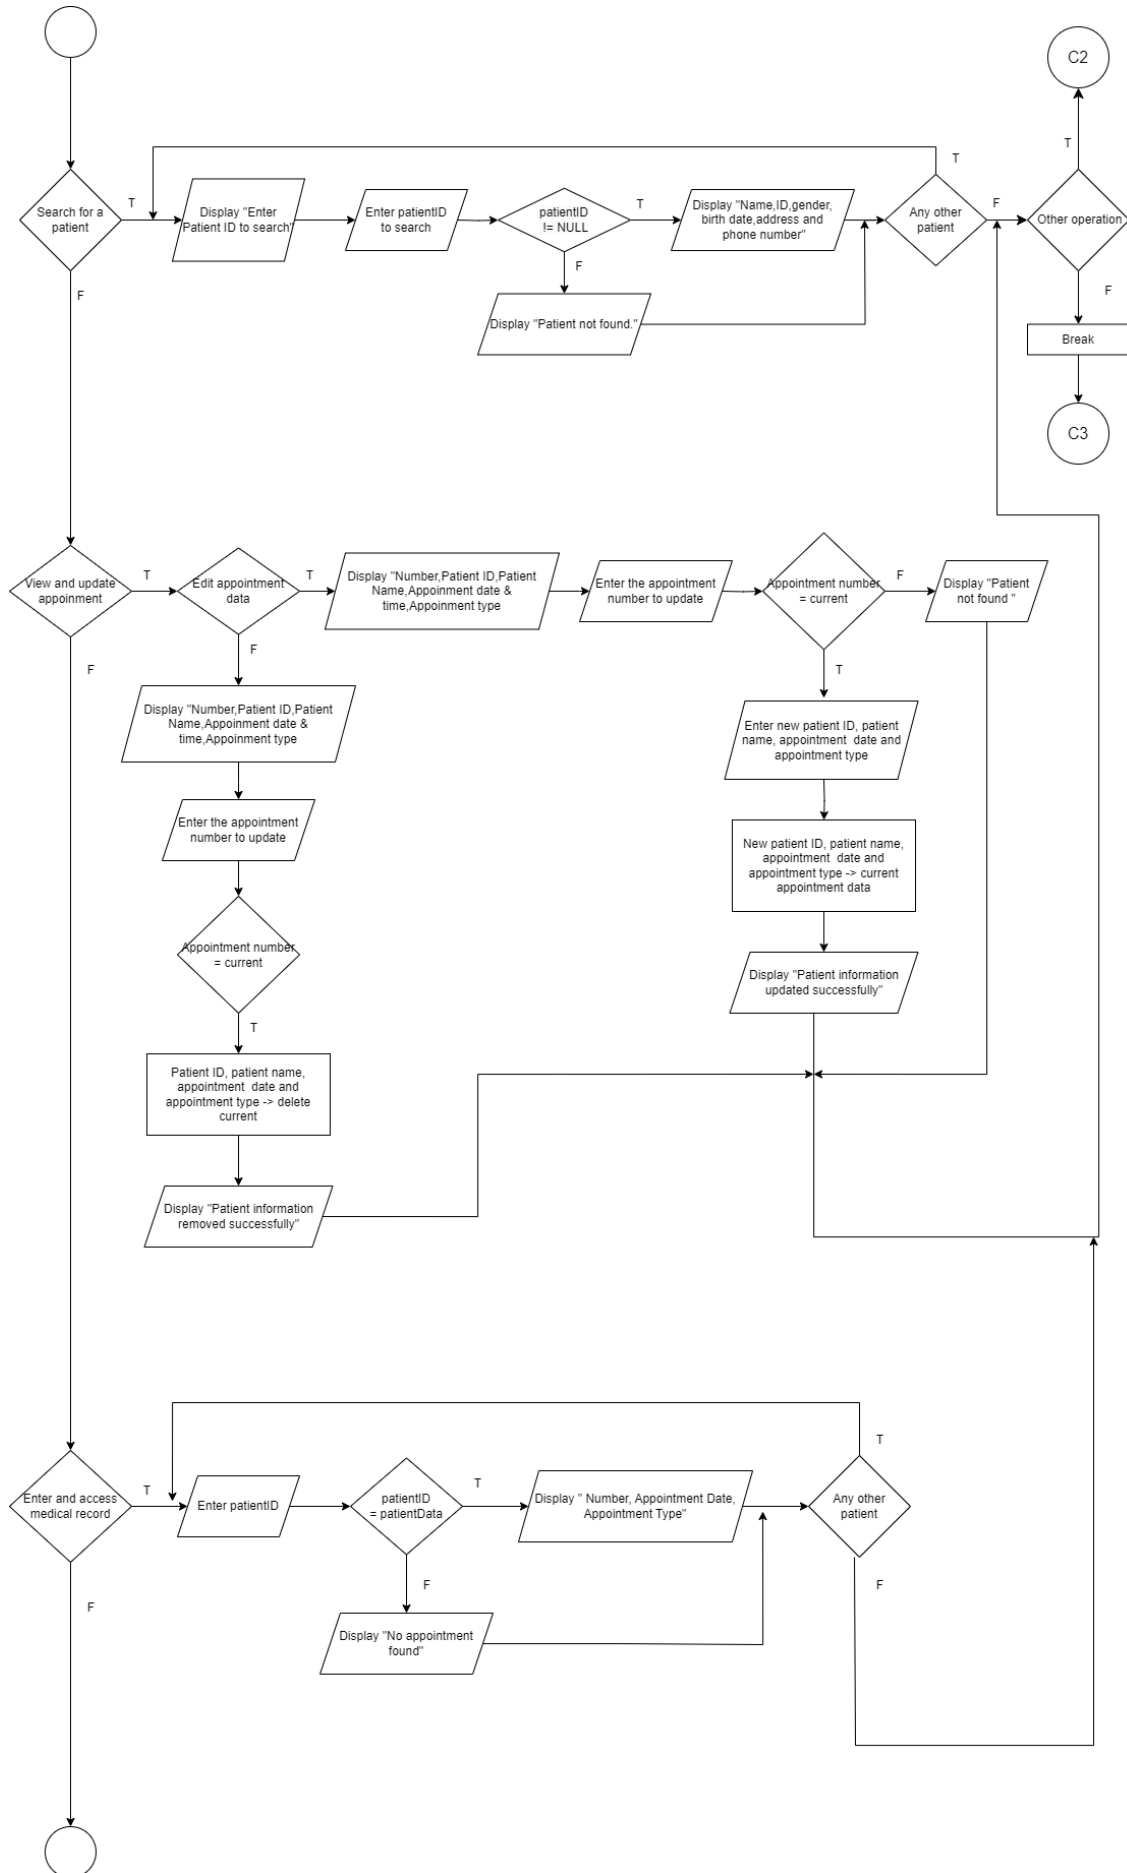 C2
T
T
Search for a
patient
T
Display "Enter
Patient ID to search"
Enter patientID
to search
patientID
!= NULL
T
Display "Name,ID,gender,
birth date,address and
phone number"
Any other
patient
F
Other operation
F
F
F
Display "Patient not found."
Break
C3
View and update
appoinment
T
Edit appointment
data
T
Display "Number,Patient ID,Patient
Name,Appointment date &
time,Appoinment type
Enter the appointment
number to update
Appointment number
= current
F
Display "Patient
not found "
F
F
T
Display "Number,Patient ID,Patient
Name,Appoinment date &
time,Appoinment type
Enter new patient ID, patient
name, appointment  date and
appointment type
Enter the appointment
number to update
New patient ID, patient name,
appointment  date and
appointment type -> current
appointment data
Appointment number
= current
Display "Patient information
updated successfully"
T
Patient ID, patient name,
appointment  date and
appointment type -> delete
current
Display "Patient information
removed successfully"
T
Enter and access
medical record
T
Enter patientID
patientID
= patientData
T
Display " Number, Appointment Date,
Appointment Type"
Any other
patient
F
F
F
Display "No appointment
found"